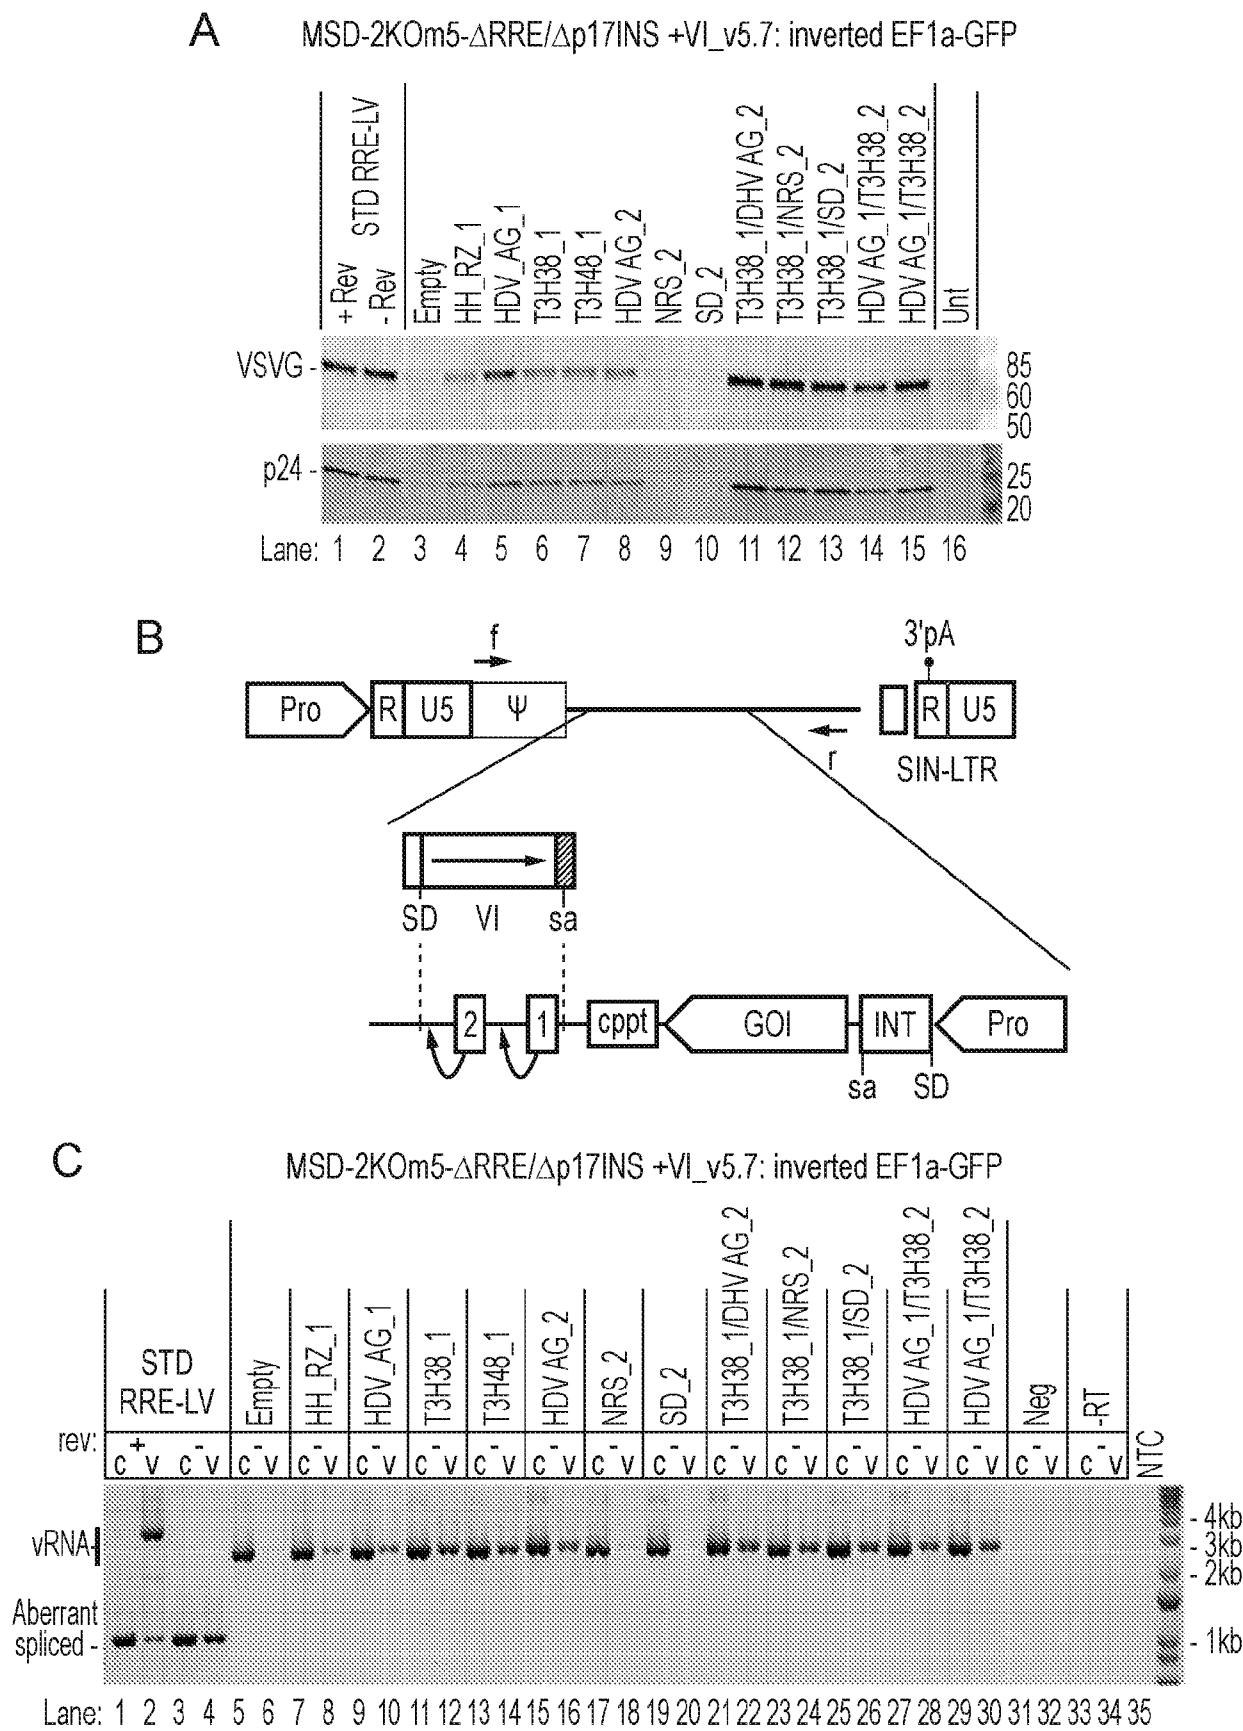 A
MSD-2KOm5-ΔRRE/Δp17INS +VI_v5.7: inverted EF1a-GFP
STD RRE-LV
+ Rev
- Rev
Empty
HH_RZ_1
HDV_AG_1
T3H38_1
T3H48_1
HDV AG_2
NRS_2
SD_2
T3H38_1/DHV AG_2
T3H38_1/NRS_2
T3H38_1/SD_2
HDV AG_1/T3H38_2
HDV AG_1/T3H38_2
Unt
VSVG -
85
60
50
p24 -
25
20
Lane: 1 2 3 4 5 6 7 8 9 10 11 12 13 14 15 16
B
f
3'pA
Pro R U5 Ψ
R U5
r
SIN-LTR
SD VI sa
2 1 cppt GOI INT Pro
sa SD
C
MSD-2KOm5-ΔRRE/Δp17INS +VI_v5.7: inverted EF1a-GFP
STD
RRE-LV
Empty
HH_RZ_1
HDV_AG_1
T3H38_1
T3H48_1
HDV AG_2
NRS_2
SD_2
T3H38_1/DHV AG_2
T3H38_1/NRS_2
T3H38_1/SD_2
HDV AG_1/T3H38_2
HDV AG_1/T3H38_2
Neg
-RT
NTC
rev: + - - - - - - - - - - - - - - - -
c v c v c v c v c v c v c v c v c v c v c v c v c v c v c v c v c v
vRNA
- 4kb
- 3kb
- 2kb
Aberrant
spliced -
- 1kb
Lane: 1 2 3 4 5 6 7 8 9 10 11 12 13 14 15 16 17 18 19 20 21 22 23 24 25 26 27 28 29 30 31 32 33 34 35